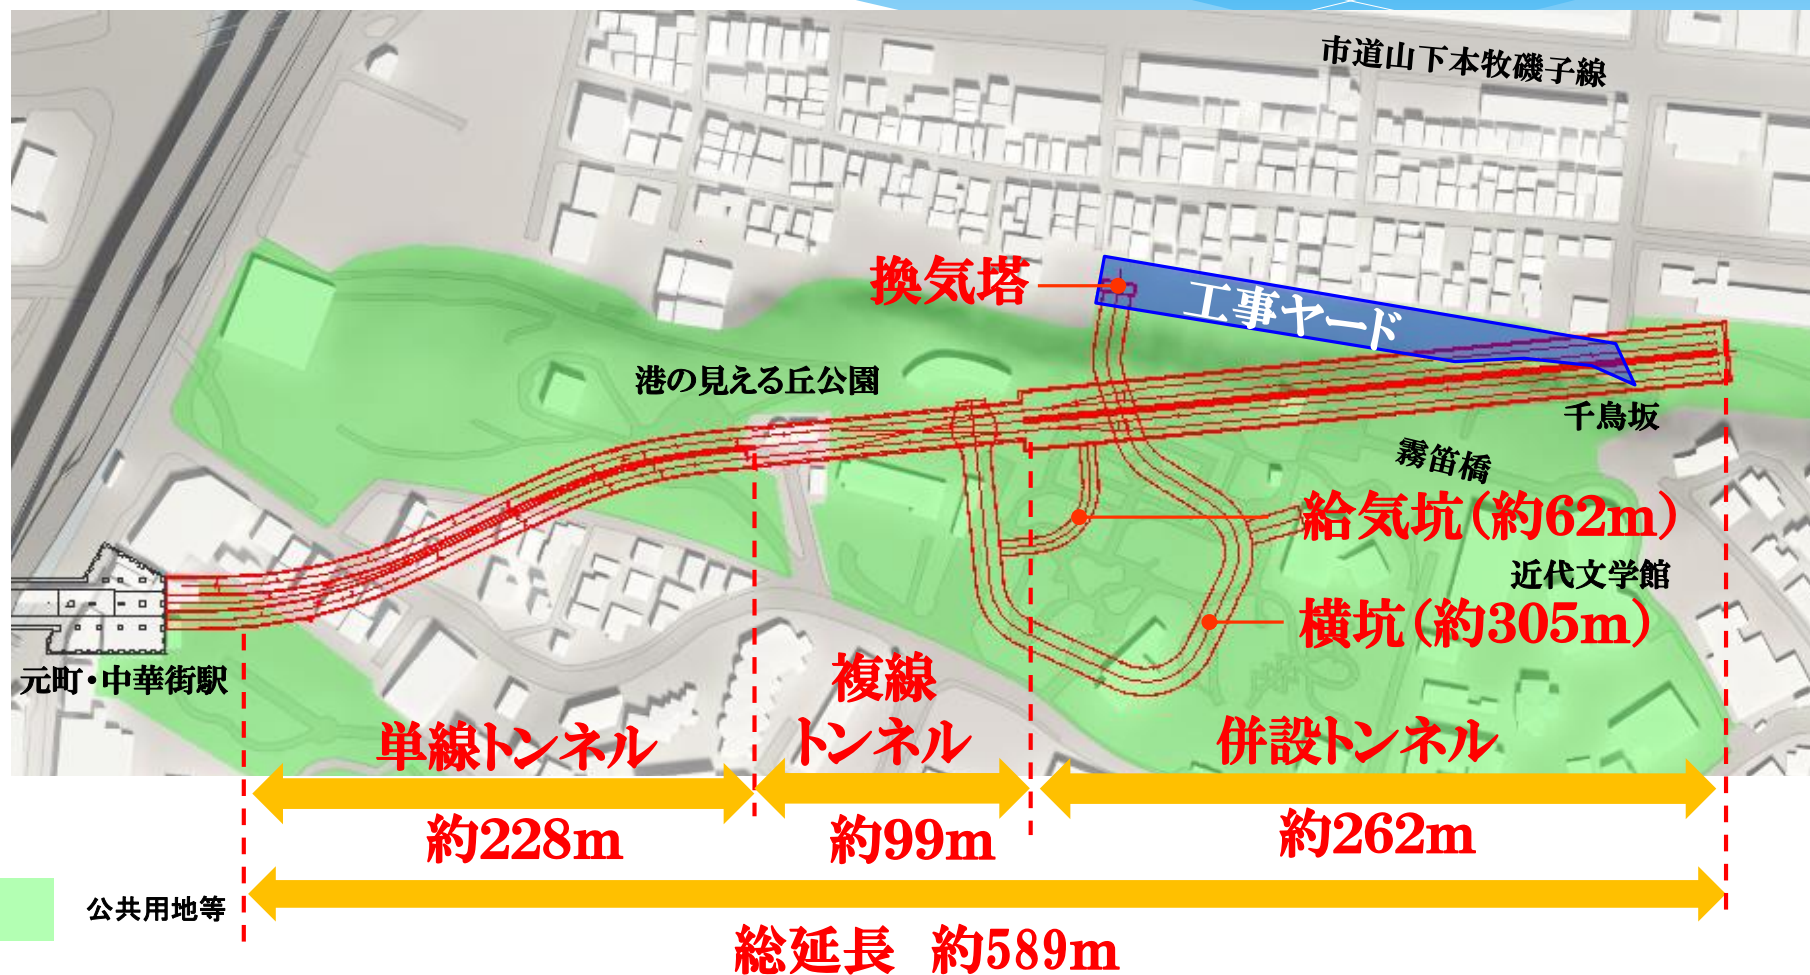 市道山下本牧磯子線
換気塔
工事ヤード
港の見える丘公園
千鳥坂
霧笛橋
給気坑（約62m）
近代文学館
横坑（約305m）
元町・中華街駅
単線トンネル
複線
トンネル
併設トンネル
約228m
約99m
約262m
公共用地等
総延長　約589m